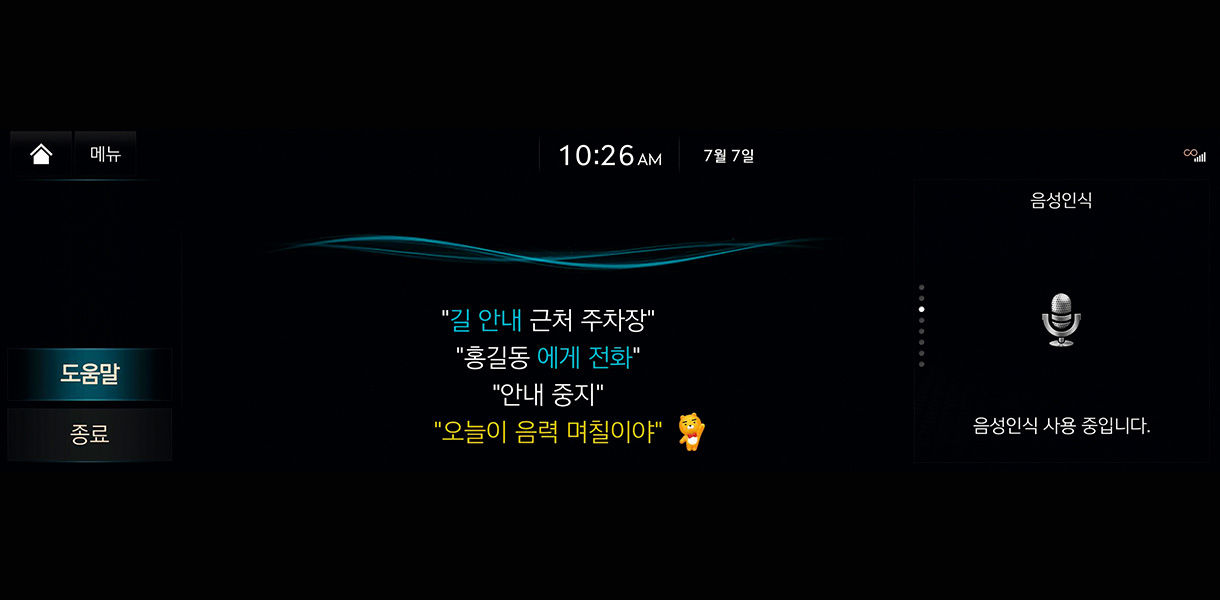 메뉴
10:26 AM
7월 7일
음성인식
"길 안내 근처 주차장"
"홍길동 에게 전화"
"안내 중지"
"오늘이 음력 며칠이야"
도움말
종료
음성인식 사용 중입니다.